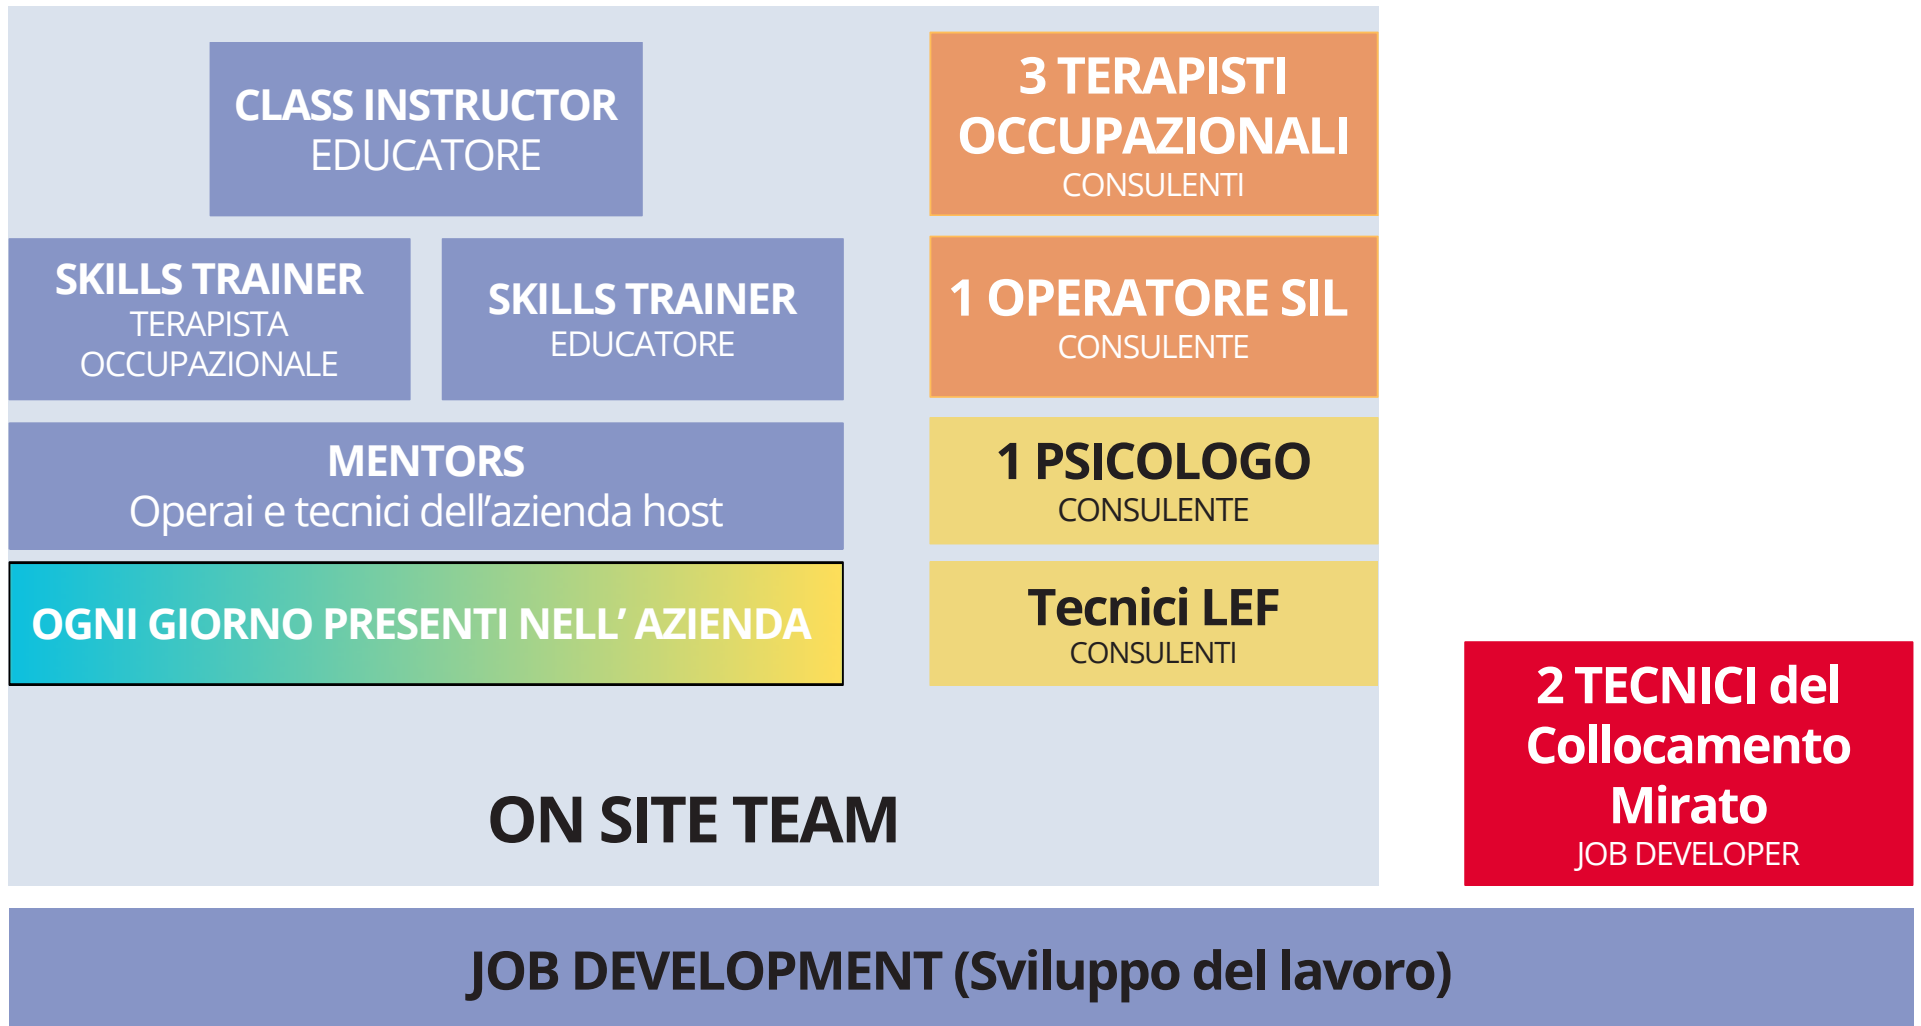 CLASS INSTRUCTOR
EDUCATORE
SKILLS TRAINER
TERAPISTA
OCCUPAZIONALE
SKILLS TRAINER
EDUCATORE
MENTORS
Operai e tecnici dell’azienda host
OGNI GIORNO PRESENTI NELL’ AZIENDA
3 TERAPISTI
OCCUPAZIONALI
CONSULENTI
1 OPERATORE SIL
CONSULENTE
1 PSICOLOGO
CONSULENTE
Tecnici LEF
CONSULENTI
ON SITE TEAM
2 TECNICI del
Collocamento
Mirato
JOB DEVELOPER
JOB DEVELOPMENT (Sviluppo del lavoro)